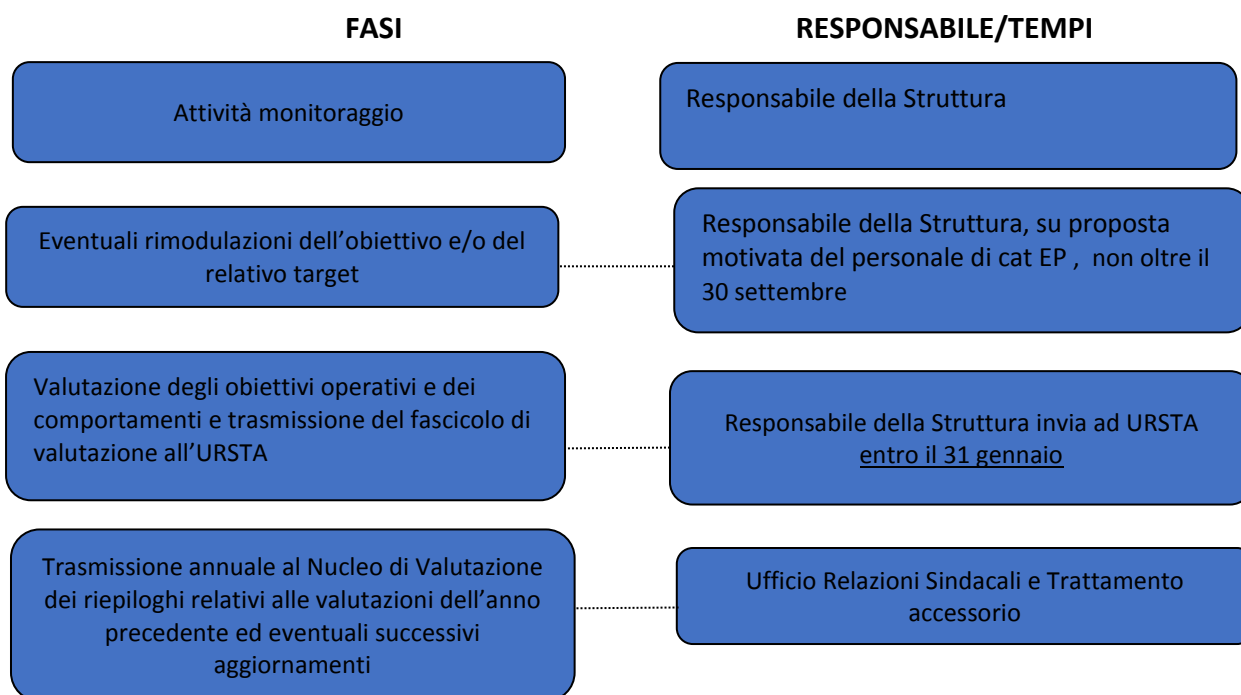 FASI
RESPONSABILE/TEMPI
Attività monitoraggio
Responsabile della Struttura
Eventuali rimodulazioni dell’obiettivo e/o del
relativo target
Responsabile della Struttura, su proposta
motivata del personale di cat EP , non oltre il
30 settembre
Valutazione degli obiettivi operativi e dei
comportamenti e trasmissione del fascicolo di
valutazione all’URSTA
Responsabile della Struttura invia ad URSTA
entro il 31 gennaio
Trasmissione annuale al Nucleo di Valutazione
dei riepiloghi relativi alle valutazioni dell’anno
precedente ed eventuali successivi
aggiornamenti
Ufficio Relazioni Sindacali e Trattamento
accessorio